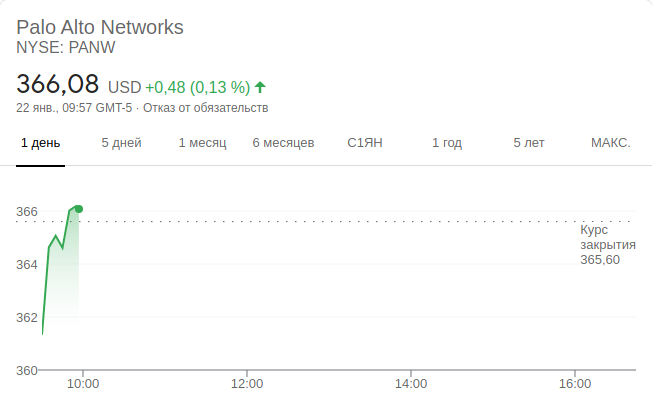 Palo Alto Networks
NYSE: PANW
366,08 USD +0,48 (0,13 %)
22 янв., 09:57 GMT-5 · Отказ от обязательств
1 день 5 дней 1 месяц 6 месяцев С1ЯН 1 год 5 лет МАКС.
366
Курс
закрытия
365,60
364
362
360
10:00 12:00 14:00 16:00